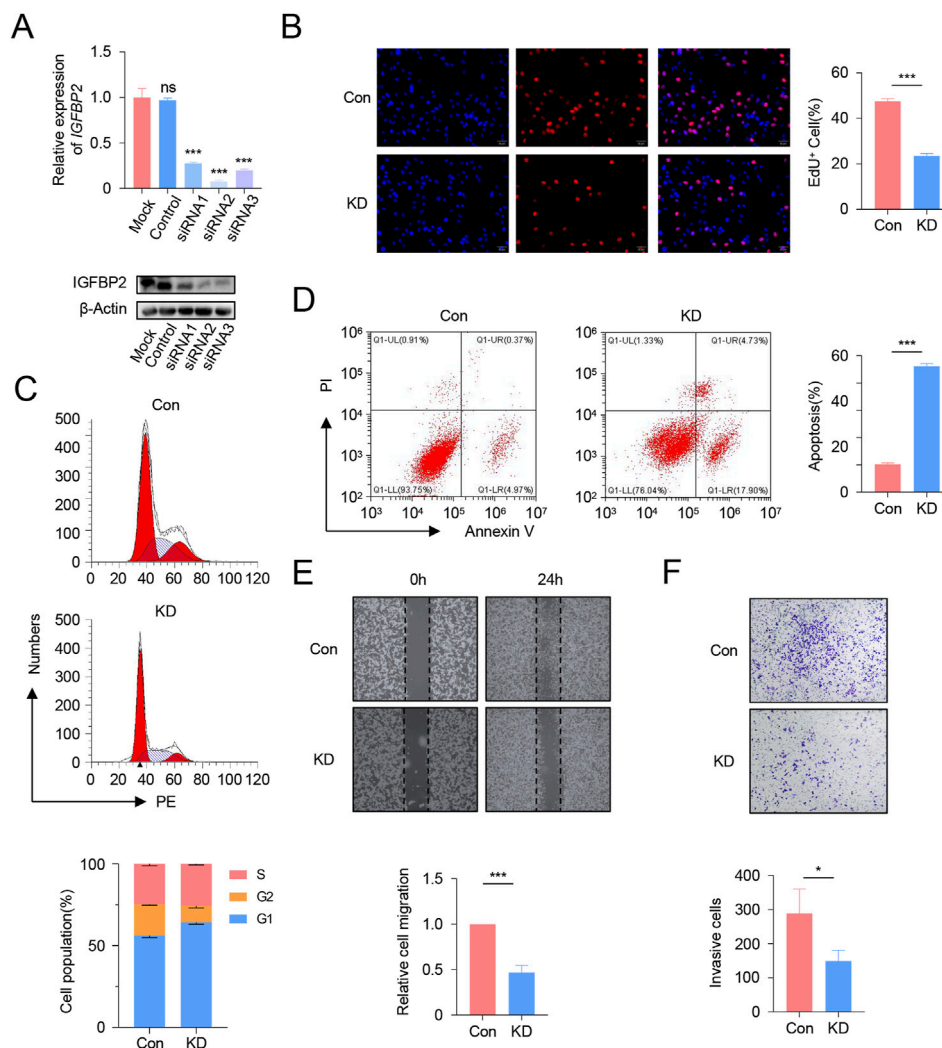 A
Relative expression
of IGFBP2
1.5
1.0
0.5
0.0
ns
***
***
***
Mock
Control
siRNA1
siRNA2
siRNA3
IGFBP2
β-Actin
Mock
Control
siRNA1
siRNA2
siRNA3
B
Con
KD
EdU⁺ Cell(%)
60
40
20
0
***
Con
KD
C
Con
500
400
300
200
100
0
0 20 40 60 80 100 120
KD
Numbers
500
400
300
200
100
0
0 20 40 60 80 100 120
PE
Cell population(%)
100
50
0
S
G2
G1
Con
KD
D
Con
PI
10⁶
10⁵
10⁴
10³
10²
Q1-UL(0.91%)
Q1-UR(0.37%)
Q1-LL(93.75%)
Q1-LR(4.97%)
10³ 10⁴ 10⁵ 10⁶ 10⁷
Annexin V
KD
10⁶
10⁵
10⁴
10³
10²
Q1-UL(1.33%)
Q1-UR(4.73%)
Q1-LL(76.04%)
Q1-LR(17.90%)
10³ 10⁴ 10⁵ 10⁶ 10⁷
Apoptosis(%)
60
40
20
0
***
Con
KD
E
0h
24h
Con
KD
Relative cell migration
1.5
1.0
0.5
0.0
***
Con
KD
F
Con
KD
Invasive cells
400
300
200
100
0
*
Con
KD